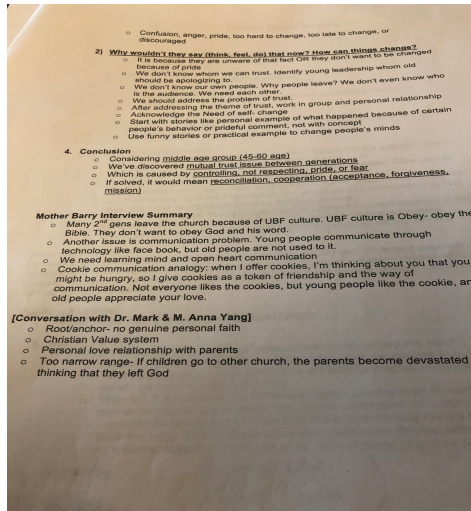 o Confusion, anger, pride, too hard to change, too late to change, or
discouraged
2) Why wouldn't they say (think, feel, do) that now? How can things change?
o It is because they are unware of that fact OR they don't want to be changed
because of pride
o We don't know whom we can trust. Identify young leadership whom old
should be apologizing to.
o We don't know our own people. Why people leave? We don't even know who
is the audience. We need each other.
o We should address the problem of trust.
o After addressing the theme of trust, work in group and personal relationship
o Acknowledge the Need of self- change
o Start with stories like personal example of what happened because of certain
people's behavior or prideful comment, not with concept
o Use funny stories or practical example to change people's minds
4. Conclusion
o Considering middle age group (45-60 age)
o We've discovered mutual trust issue between generations
o Which is caused by controlling, not respecting, pride, or fear
o If solved, it would mean reconciliation, cooperation (acceptance, forgiveness,
mission)
Mother Barry Interview Summary
o Many 2nd gens leave the church because of UBF culture. UBF culture is Obey- obey the
Bible. They don't want to obey God and his word.
o Another issue is communication problem. Young people communicate through
technology like face book, but old people are not used to it.
o We need learning mind and open heart communication
o Cookie communication analogy: when I offer cookies, I'm thinking about you that you
might be hungry, so I give cookies as a token of friendship and the way of
communication. Not everyone likes the cookies, but young people like the cookie, an
old people appreciate your love.
[Conversation with Dr. Mark & M. Anna Yang]
o Root/anchor- no genuine personal faith
o Christian Value system
o Personal love relationship with parents
o Too narrow range- If children go to other church, the parents become devastated
thinking that they left God